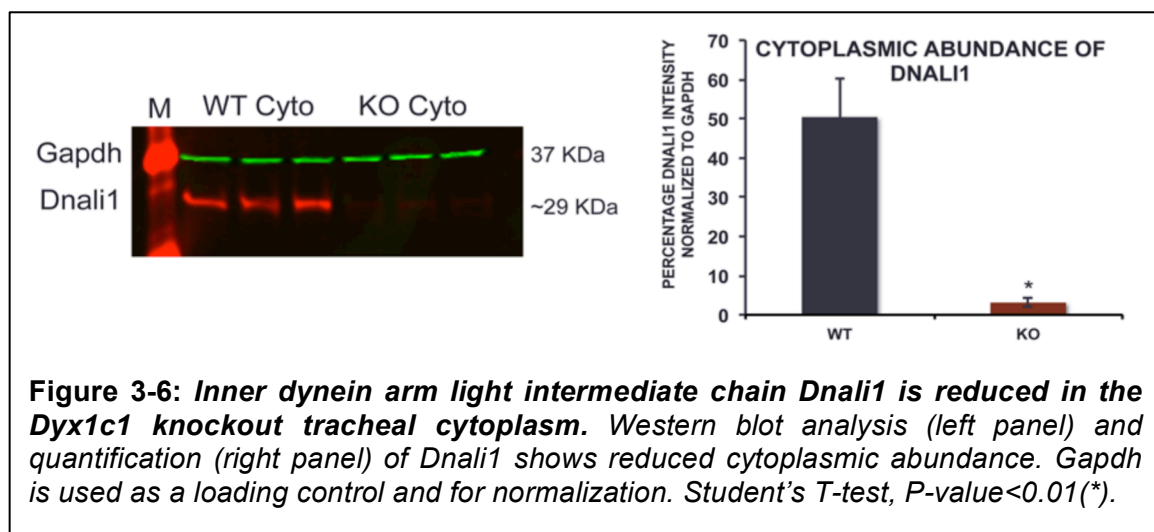 M WT Cyto KO Cyto
Gapdh 37 KDa
Dnali1 ~29 KDa
CYTOPLASMIC ABUNDANCE OF
DNALI1
PERCENTAGE DNALI1 INTENSITY
NORMALIZED TO GAPDH
70
60
50
40
30
20
10
0
*
WT KO
Figure 3-6: Inner dynein arm light intermediate chain Dnali1 is reduced in the
Dyx1c1 knockout tracheal cytoplasm. Western blot analysis (left panel) and
quantification (right panel) of Dnali1 shows reduced cytoplasmic abundance. Gapdh
is used as a loading control and for normalization. Student’s T-test, P-value<0.01(*).